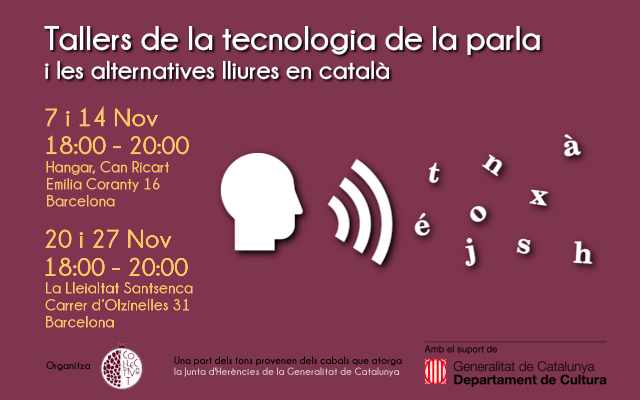 Tallers de la tecnologia de la parla
i les alternatives lliures en català
7 i 14 Nov
18:00 - 20:00
Hangar, Can Ricart
Emilia Coranty 16
Barcelona
20 i 27 Nov
18:00 - 20:00
La Lleialtat Santsenca
Carrer d'Olzinelles 31
Barcelona
t n à
é o x
j s h
Organitza
COL·LECTIVAT
Una part dels fons provenen dels cabals que atorga
la Junta d'Herències de la Generalitat de Catalunya
Amb el suport de
Generalitat de Catalunya
Departament de Cultura